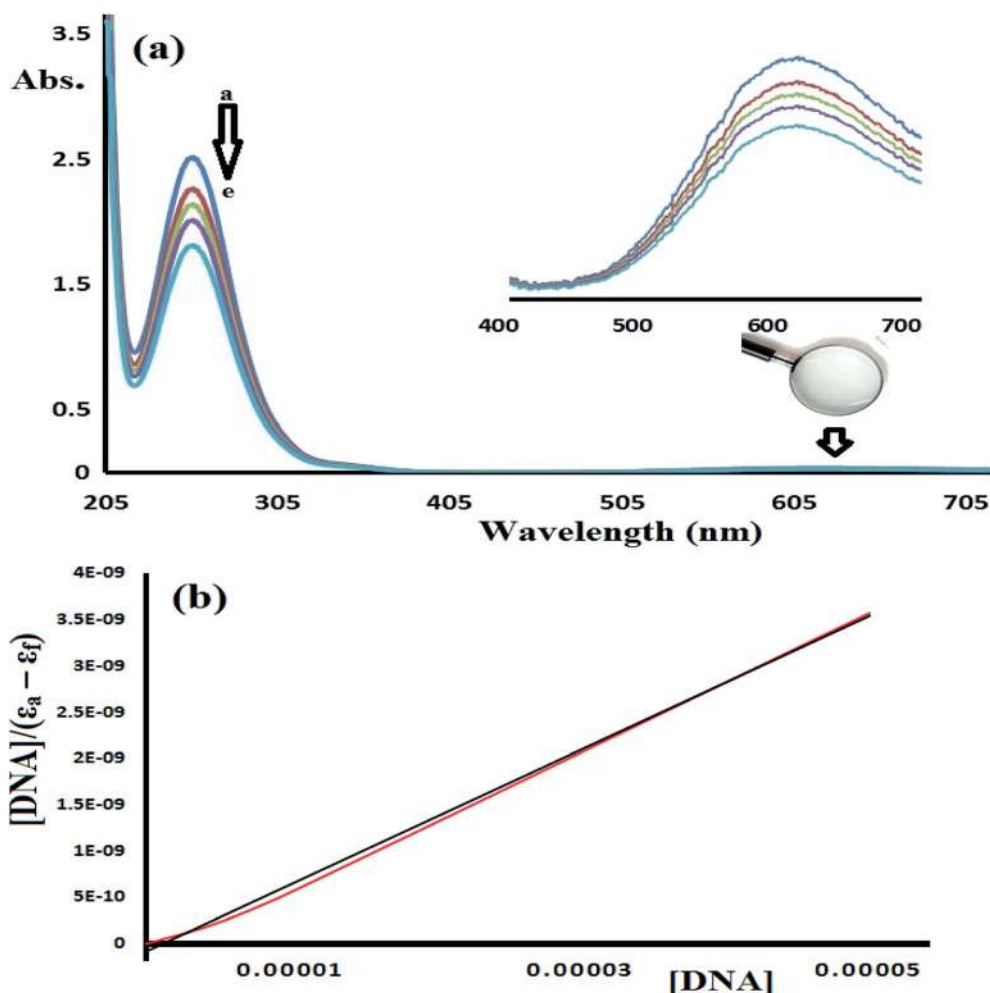 3.5
(a)
Abs.
a
2.5
e
1.5
400 500 600 700
0.5
0
205 305 405 505 605 705
Wavelength (nm)
4E-09
(b)
3.5E-09
3E-09
2.5E-09
2E-09
1.5E-09
1E-09
5E-10
0
[DNA]/(εa – εf)
0.00001 0.00003 0.00005
[DNA]